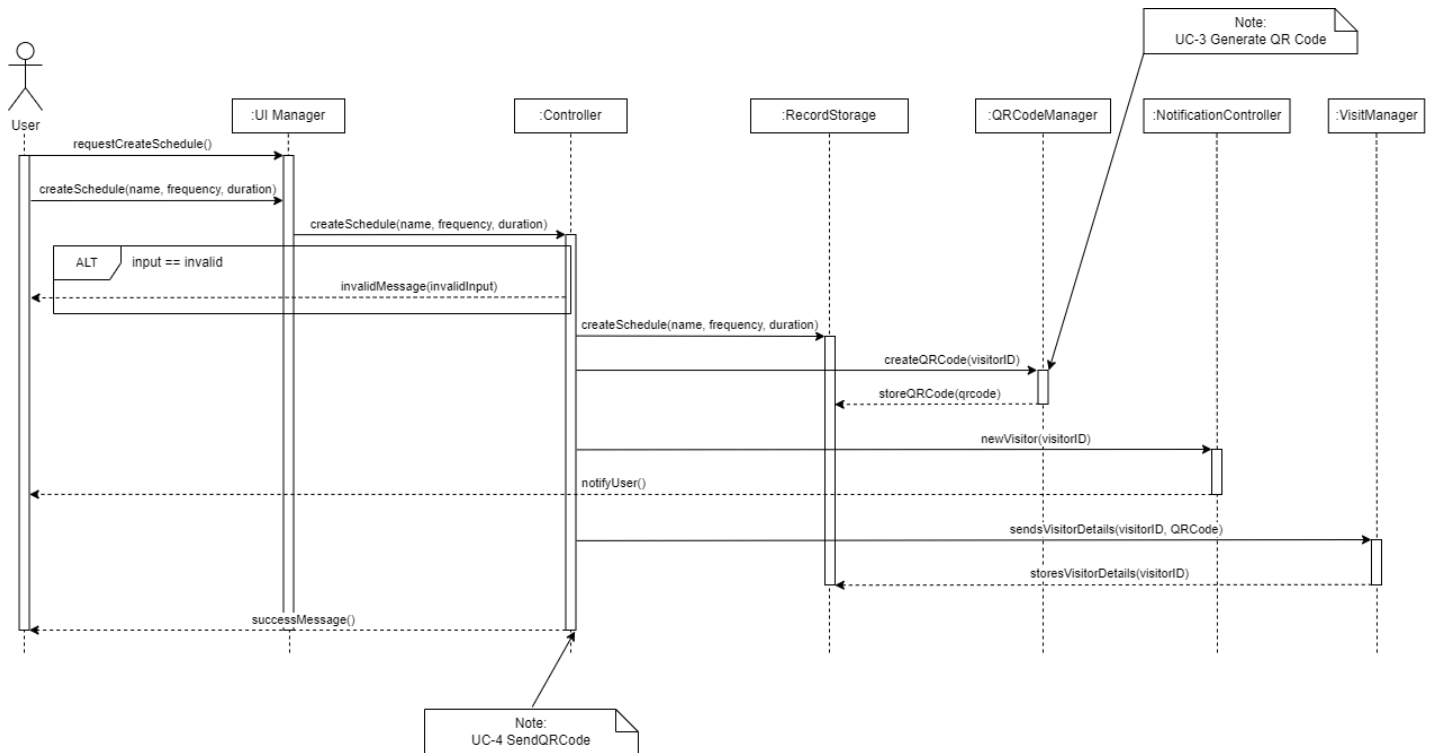 Note:
UC-3 Generate QR Code
User
:UI Manager
:Controller
:RecordStorage
:QRCodeManager
:NotificationController
:VisitManager
requestCreateSchedule()
createSchedule(name, frequency, duration)
createSchedule(name, frequency, duration)
ALT
input == invalid
invalidMessage(invalidInput)
createSchedule(name, frequency, duration)
createQRCode(visitorID)
storeQRCode(qrcode)
newVisitor(visitorID)
notifyUser()
sendsVisitorDetails(visitorID, QRCode)
storesVisitorDetails(visitorID)
successMessage()
Note:
UC-4 SendQRCode